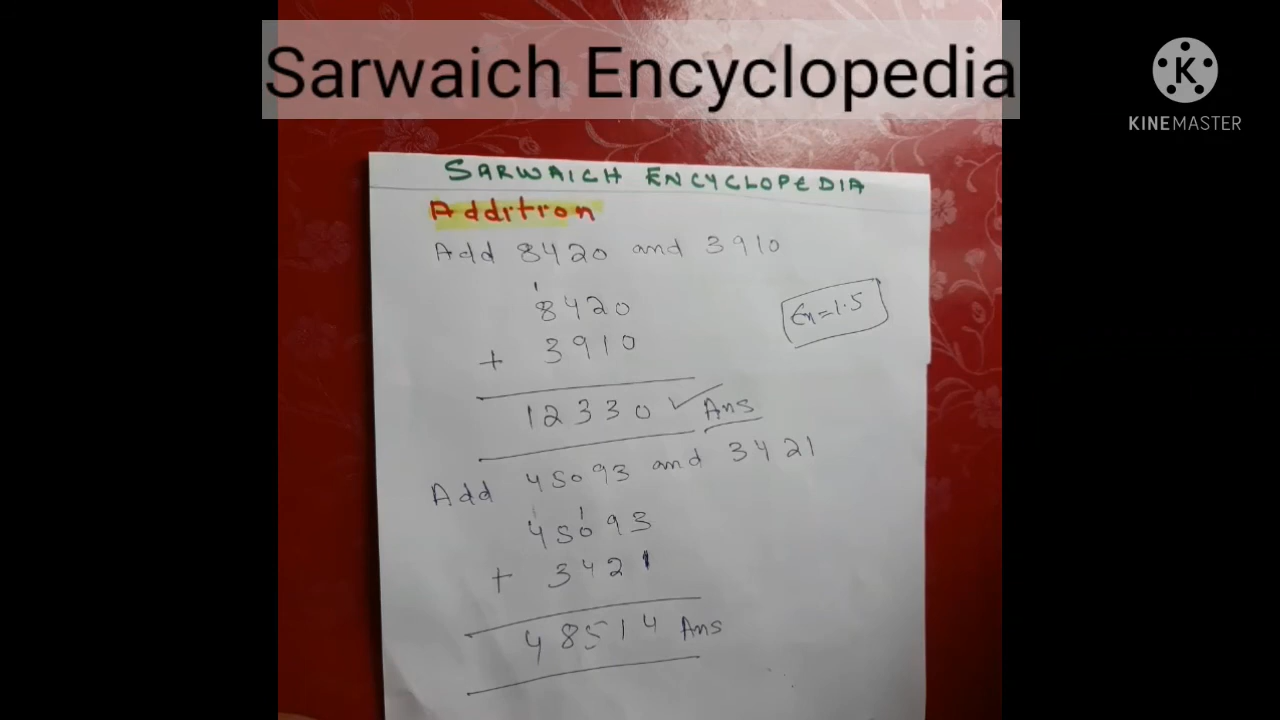 Sarwaich Encyclopedia
KINEMASTER
SARWAICH ENCYCLOPEDIA
Addition
Add 8420 and 3910
1
8420
+ 3910
12330 ✓ Ans
Ex=1.5
Add 45093 and 3421
1
45093
+ 3421
48514 Ans